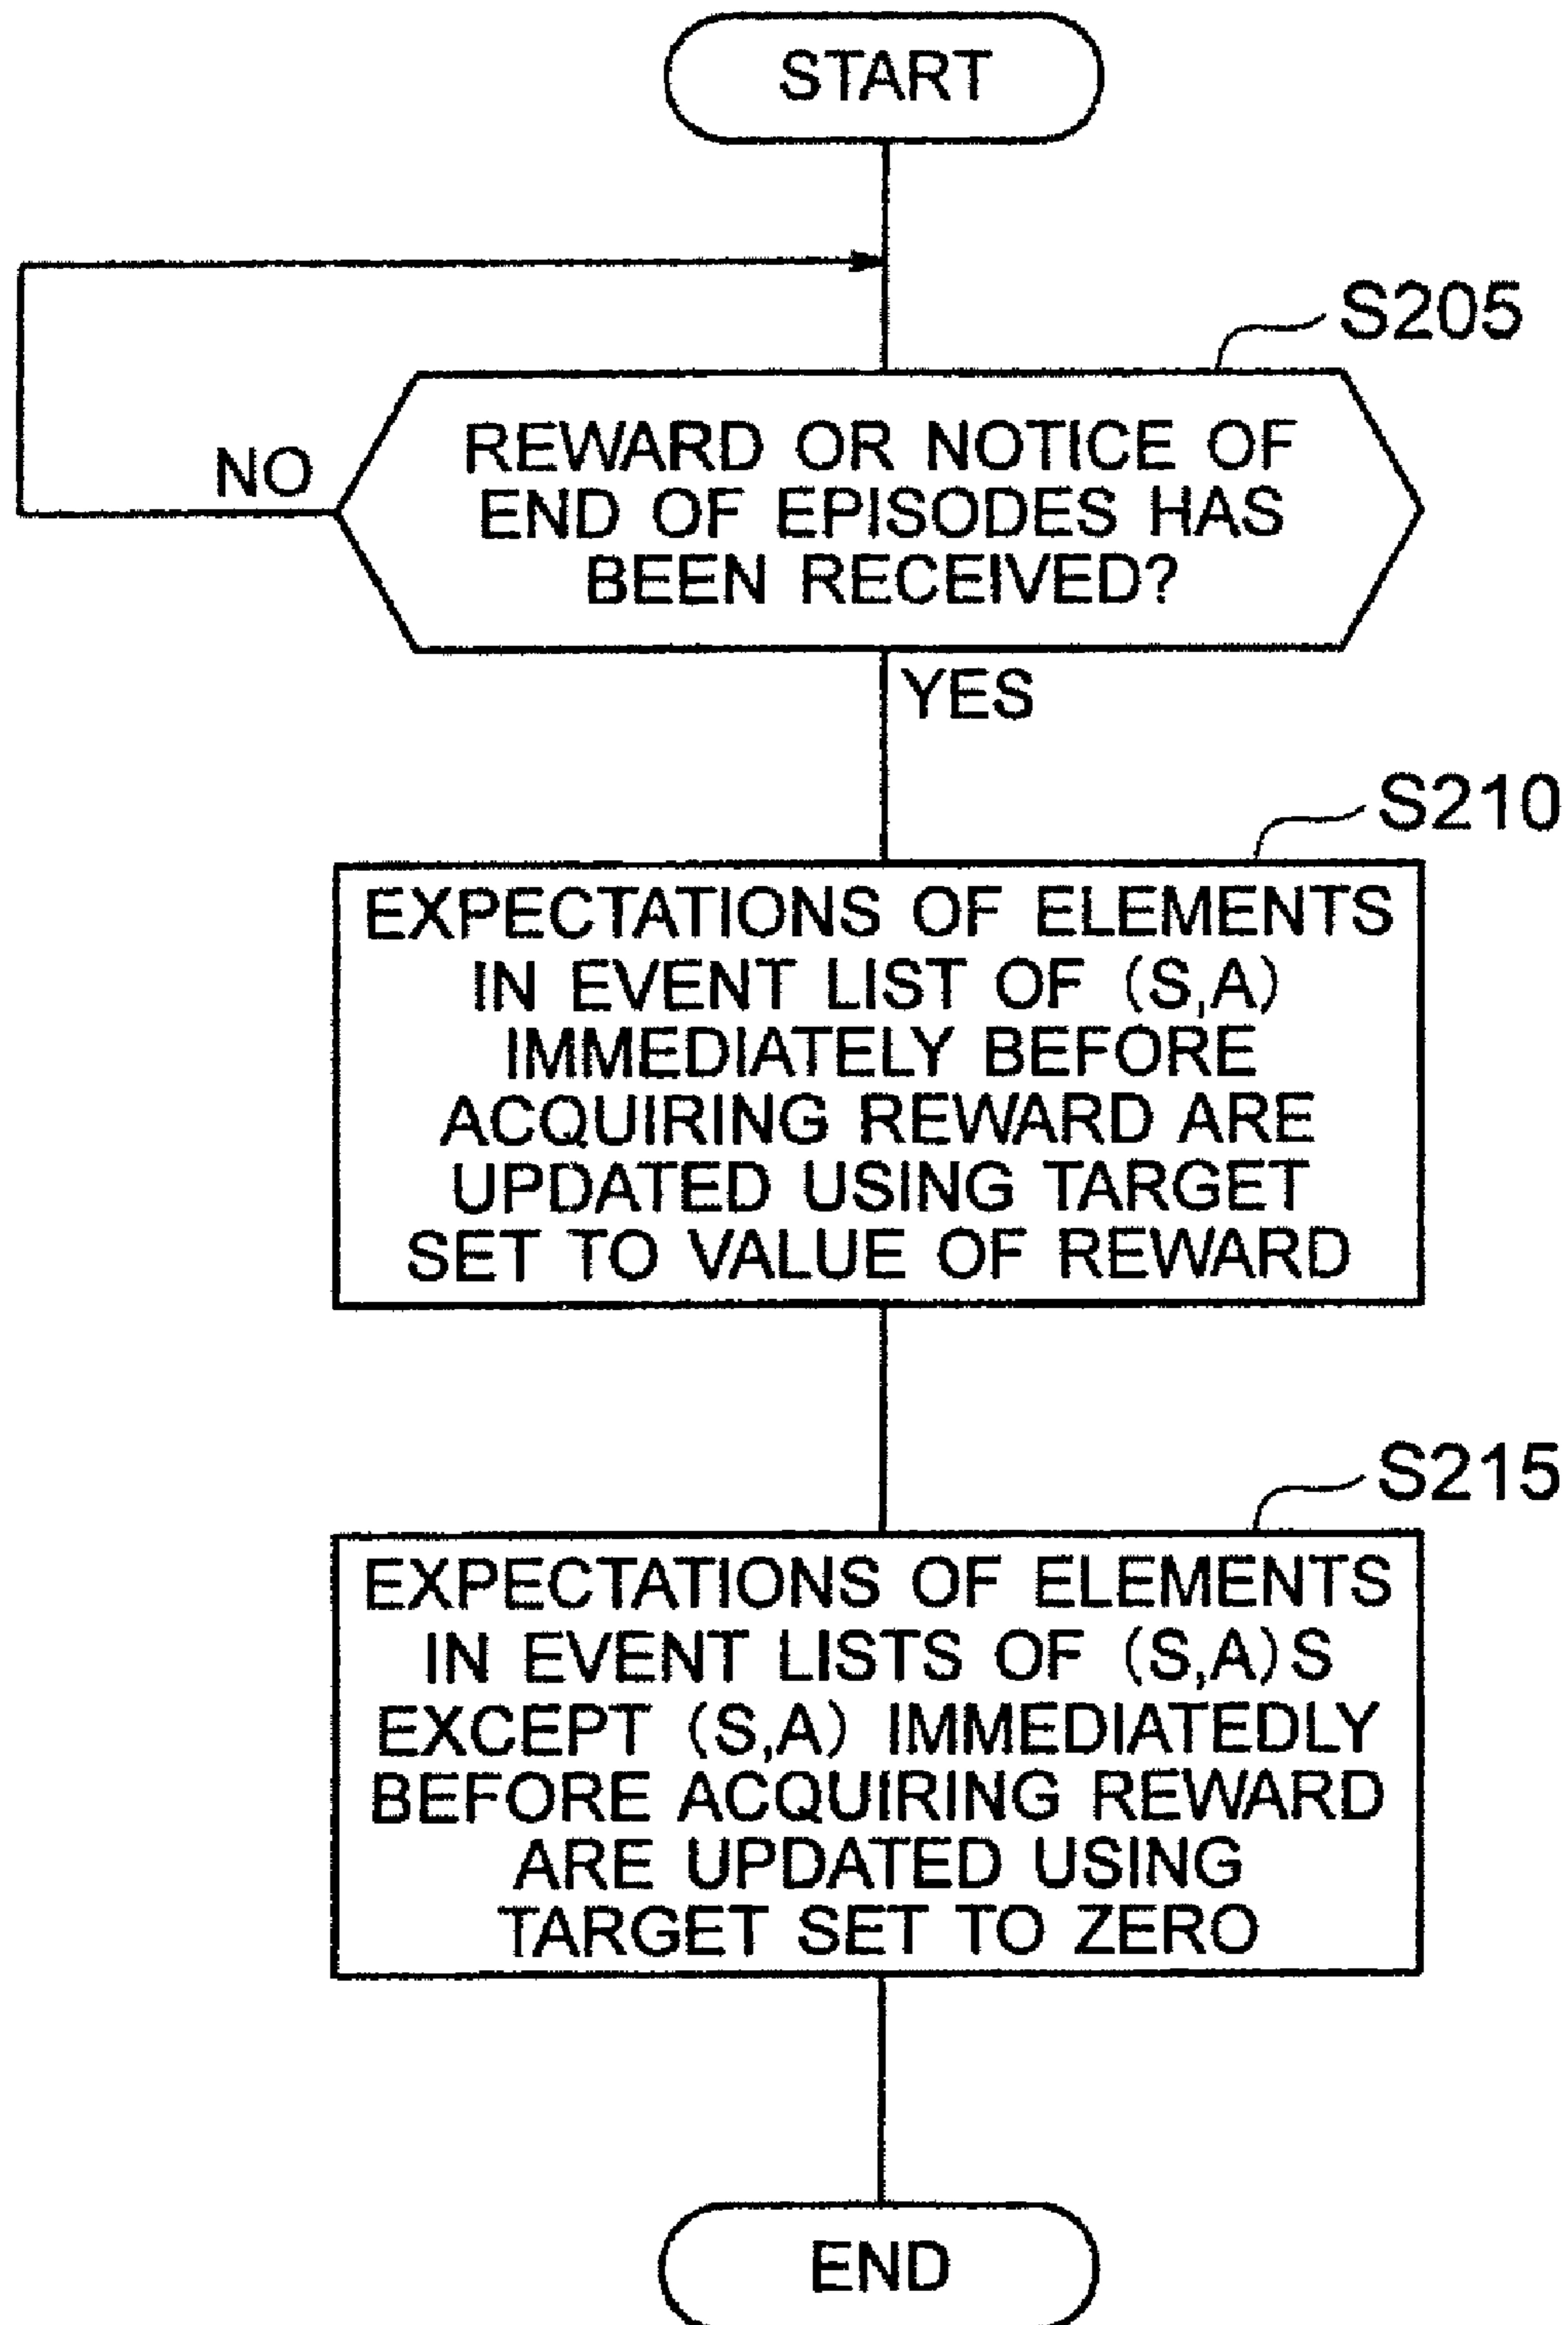 START
S205
REWARD OR NOTICE OF
END OF EPISODES HAS
BEEN RECEIVED?
NO
YES
S210
EXPECTATIONS OF ELEMENTS
IN EVENT LIST OF (S,A)
IMMEDIATELY BEFORE
ACQUIRING REWARD ARE
UPDATED USING TARGET
SET TO VALUE OF REWARD
S215
EXPECTATIONS OF ELEMENTS
IN EVENT LISTS OF (S,A)S
EXCEPT (S,A) IMMEDIATEDLY
BEFORE ACQUIRING REWARD
ARE UPDATED USING
TARGET SET TO ZERO
END